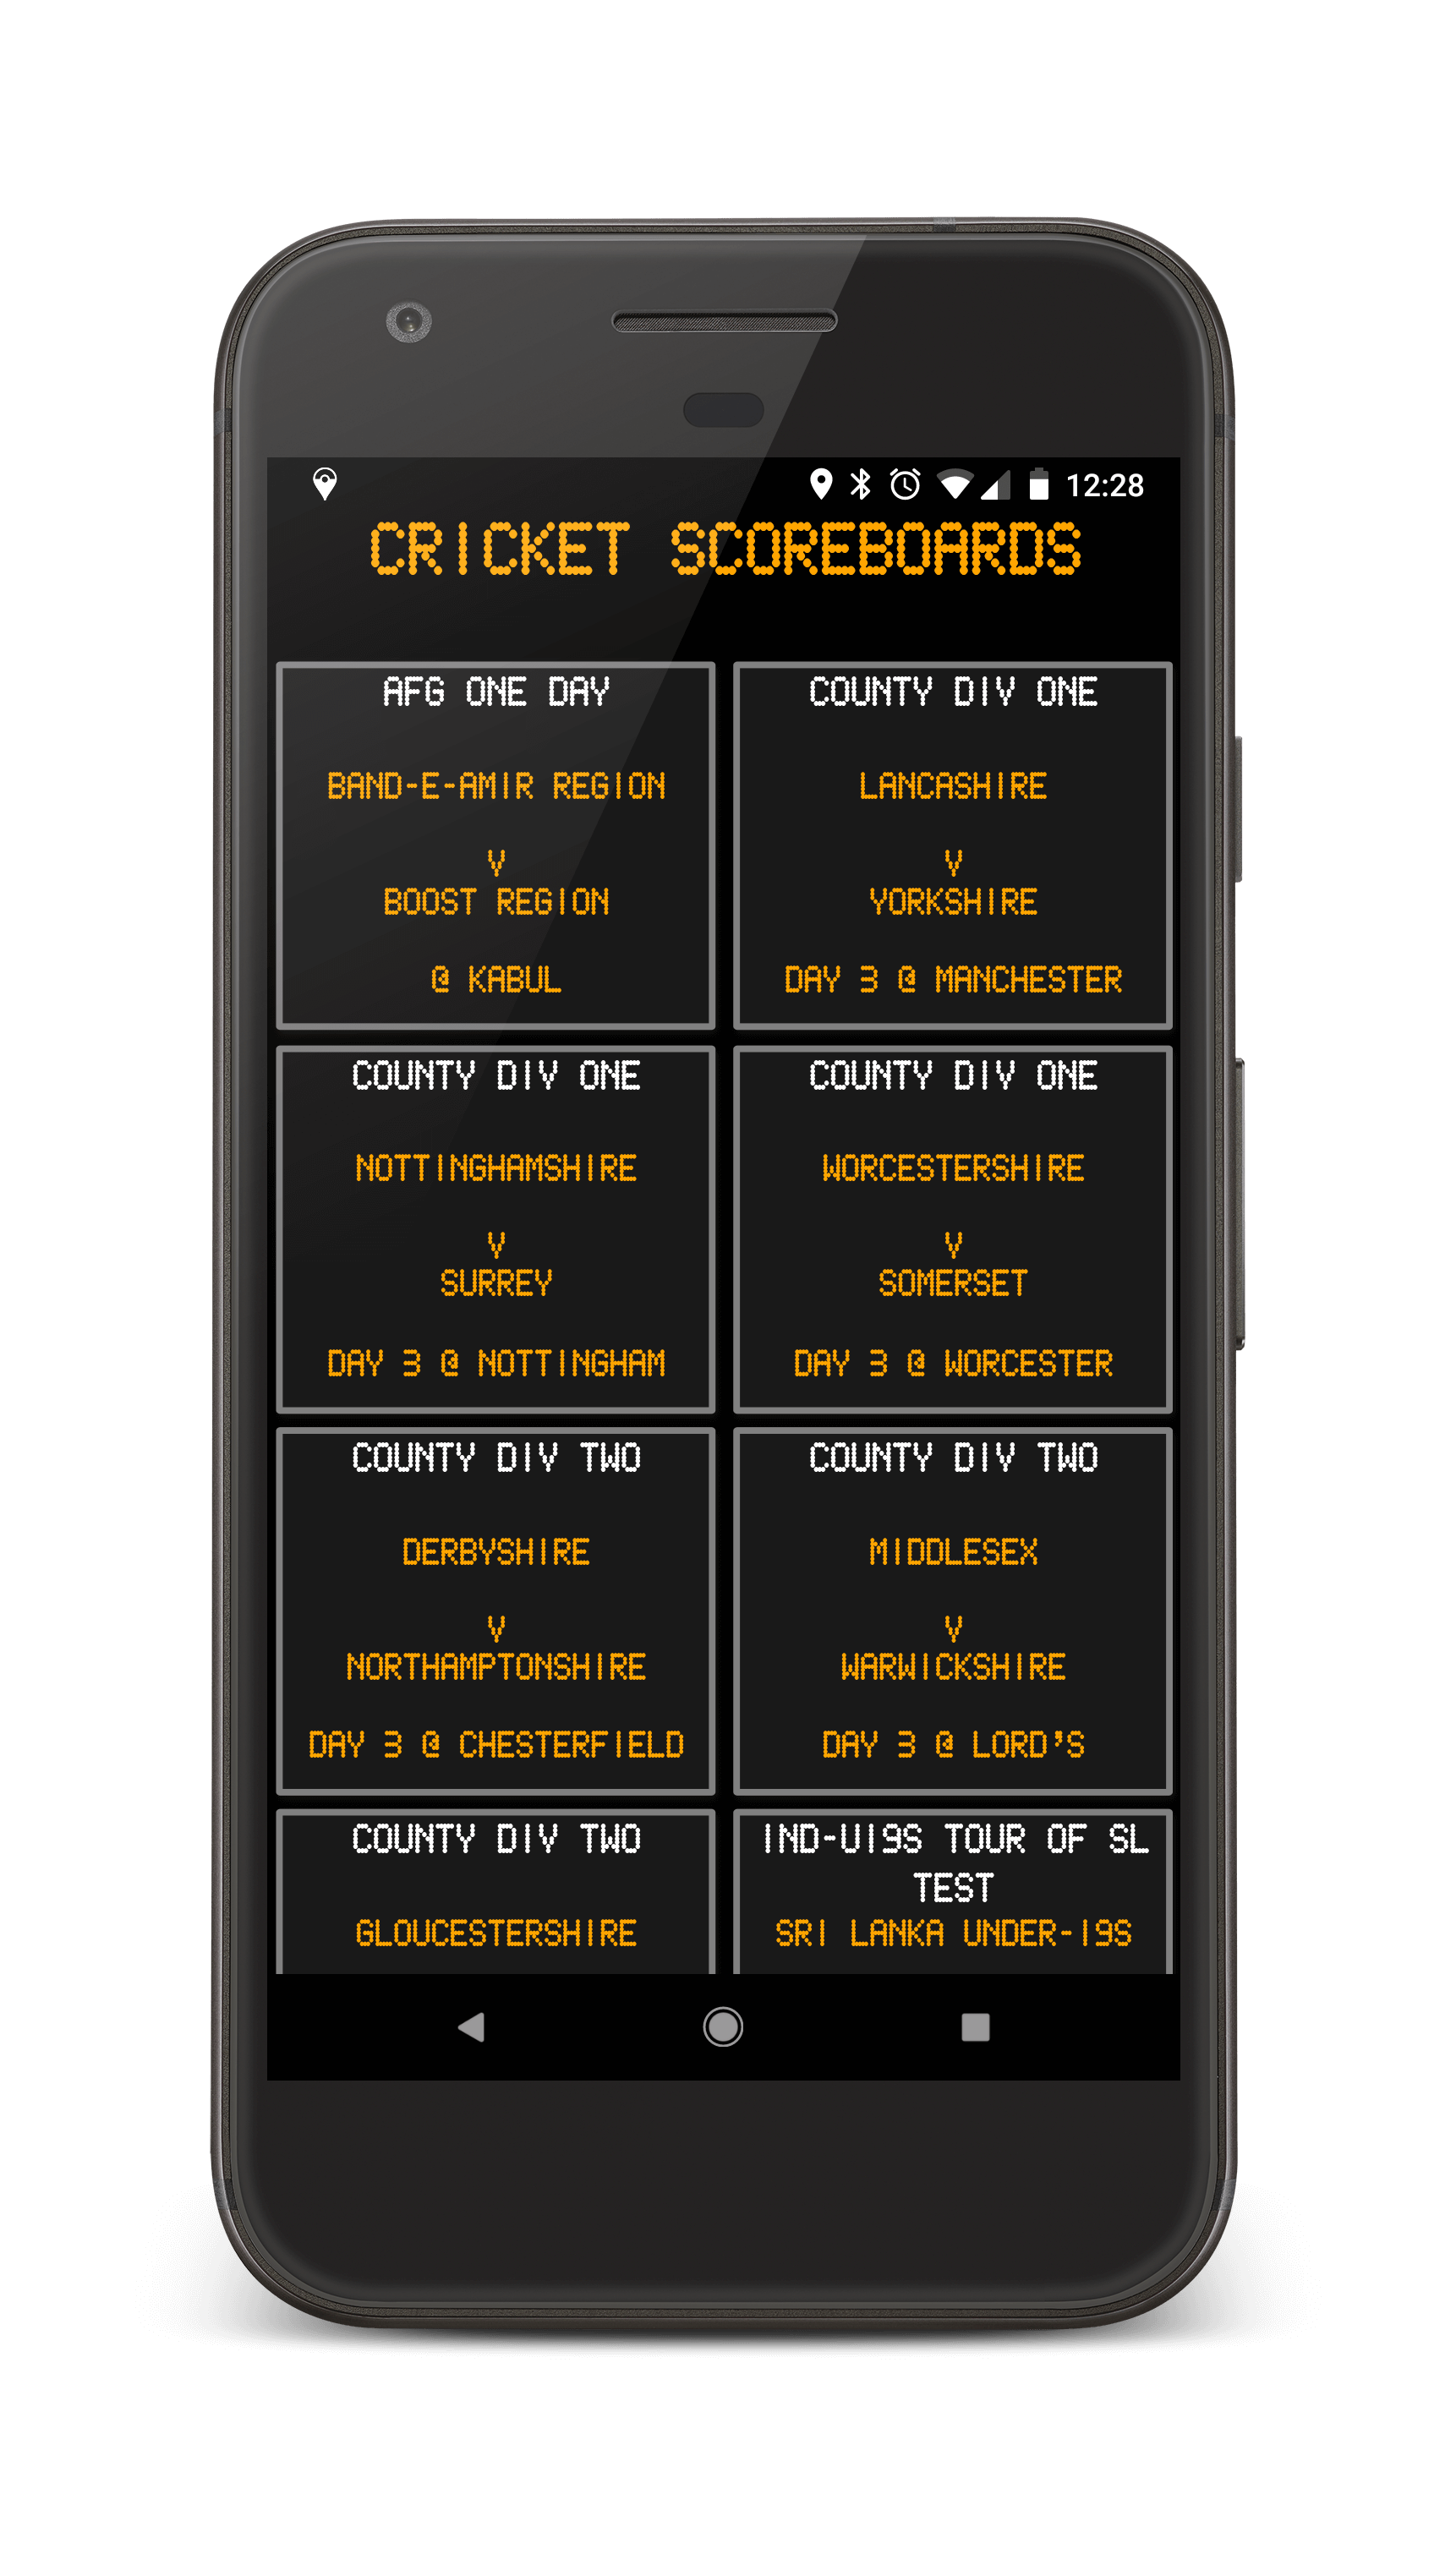 12:28
CRICKET SCOREBOARDS
AFG ONE DAY
BAND-E-AMIR REGION
V
BOOST REGION
@ KABUL
COUNTY DIV ONE
LANCASHIRE
V
YORKSHIRE
DAY 3 @ MANCHESTER
COUNTY DIV ONE
NOTTINGHAMSHIRE
V
SURREY
DAY 3 @ NOTTINGHAM
COUNTY DIV ONE
WORCESTERSHIRE
V
SOMERSET
DAY 3 @ WORCESTER
COUNTY DIV TWO
DERBYSHIRE
V
NORTHAMPTONSHIRE
DAY 3 @ CHESTERFIELD
COUNTY DIV TWO
MIDDLESEX
V
WARWICKSHIRE
DAY 3 @ LORD'S
COUNTY DIV TWO
GLOUCESTERSHIRE
IND-U19S TOUR OF SL
TEST
SRI LANKA UNDER-19S